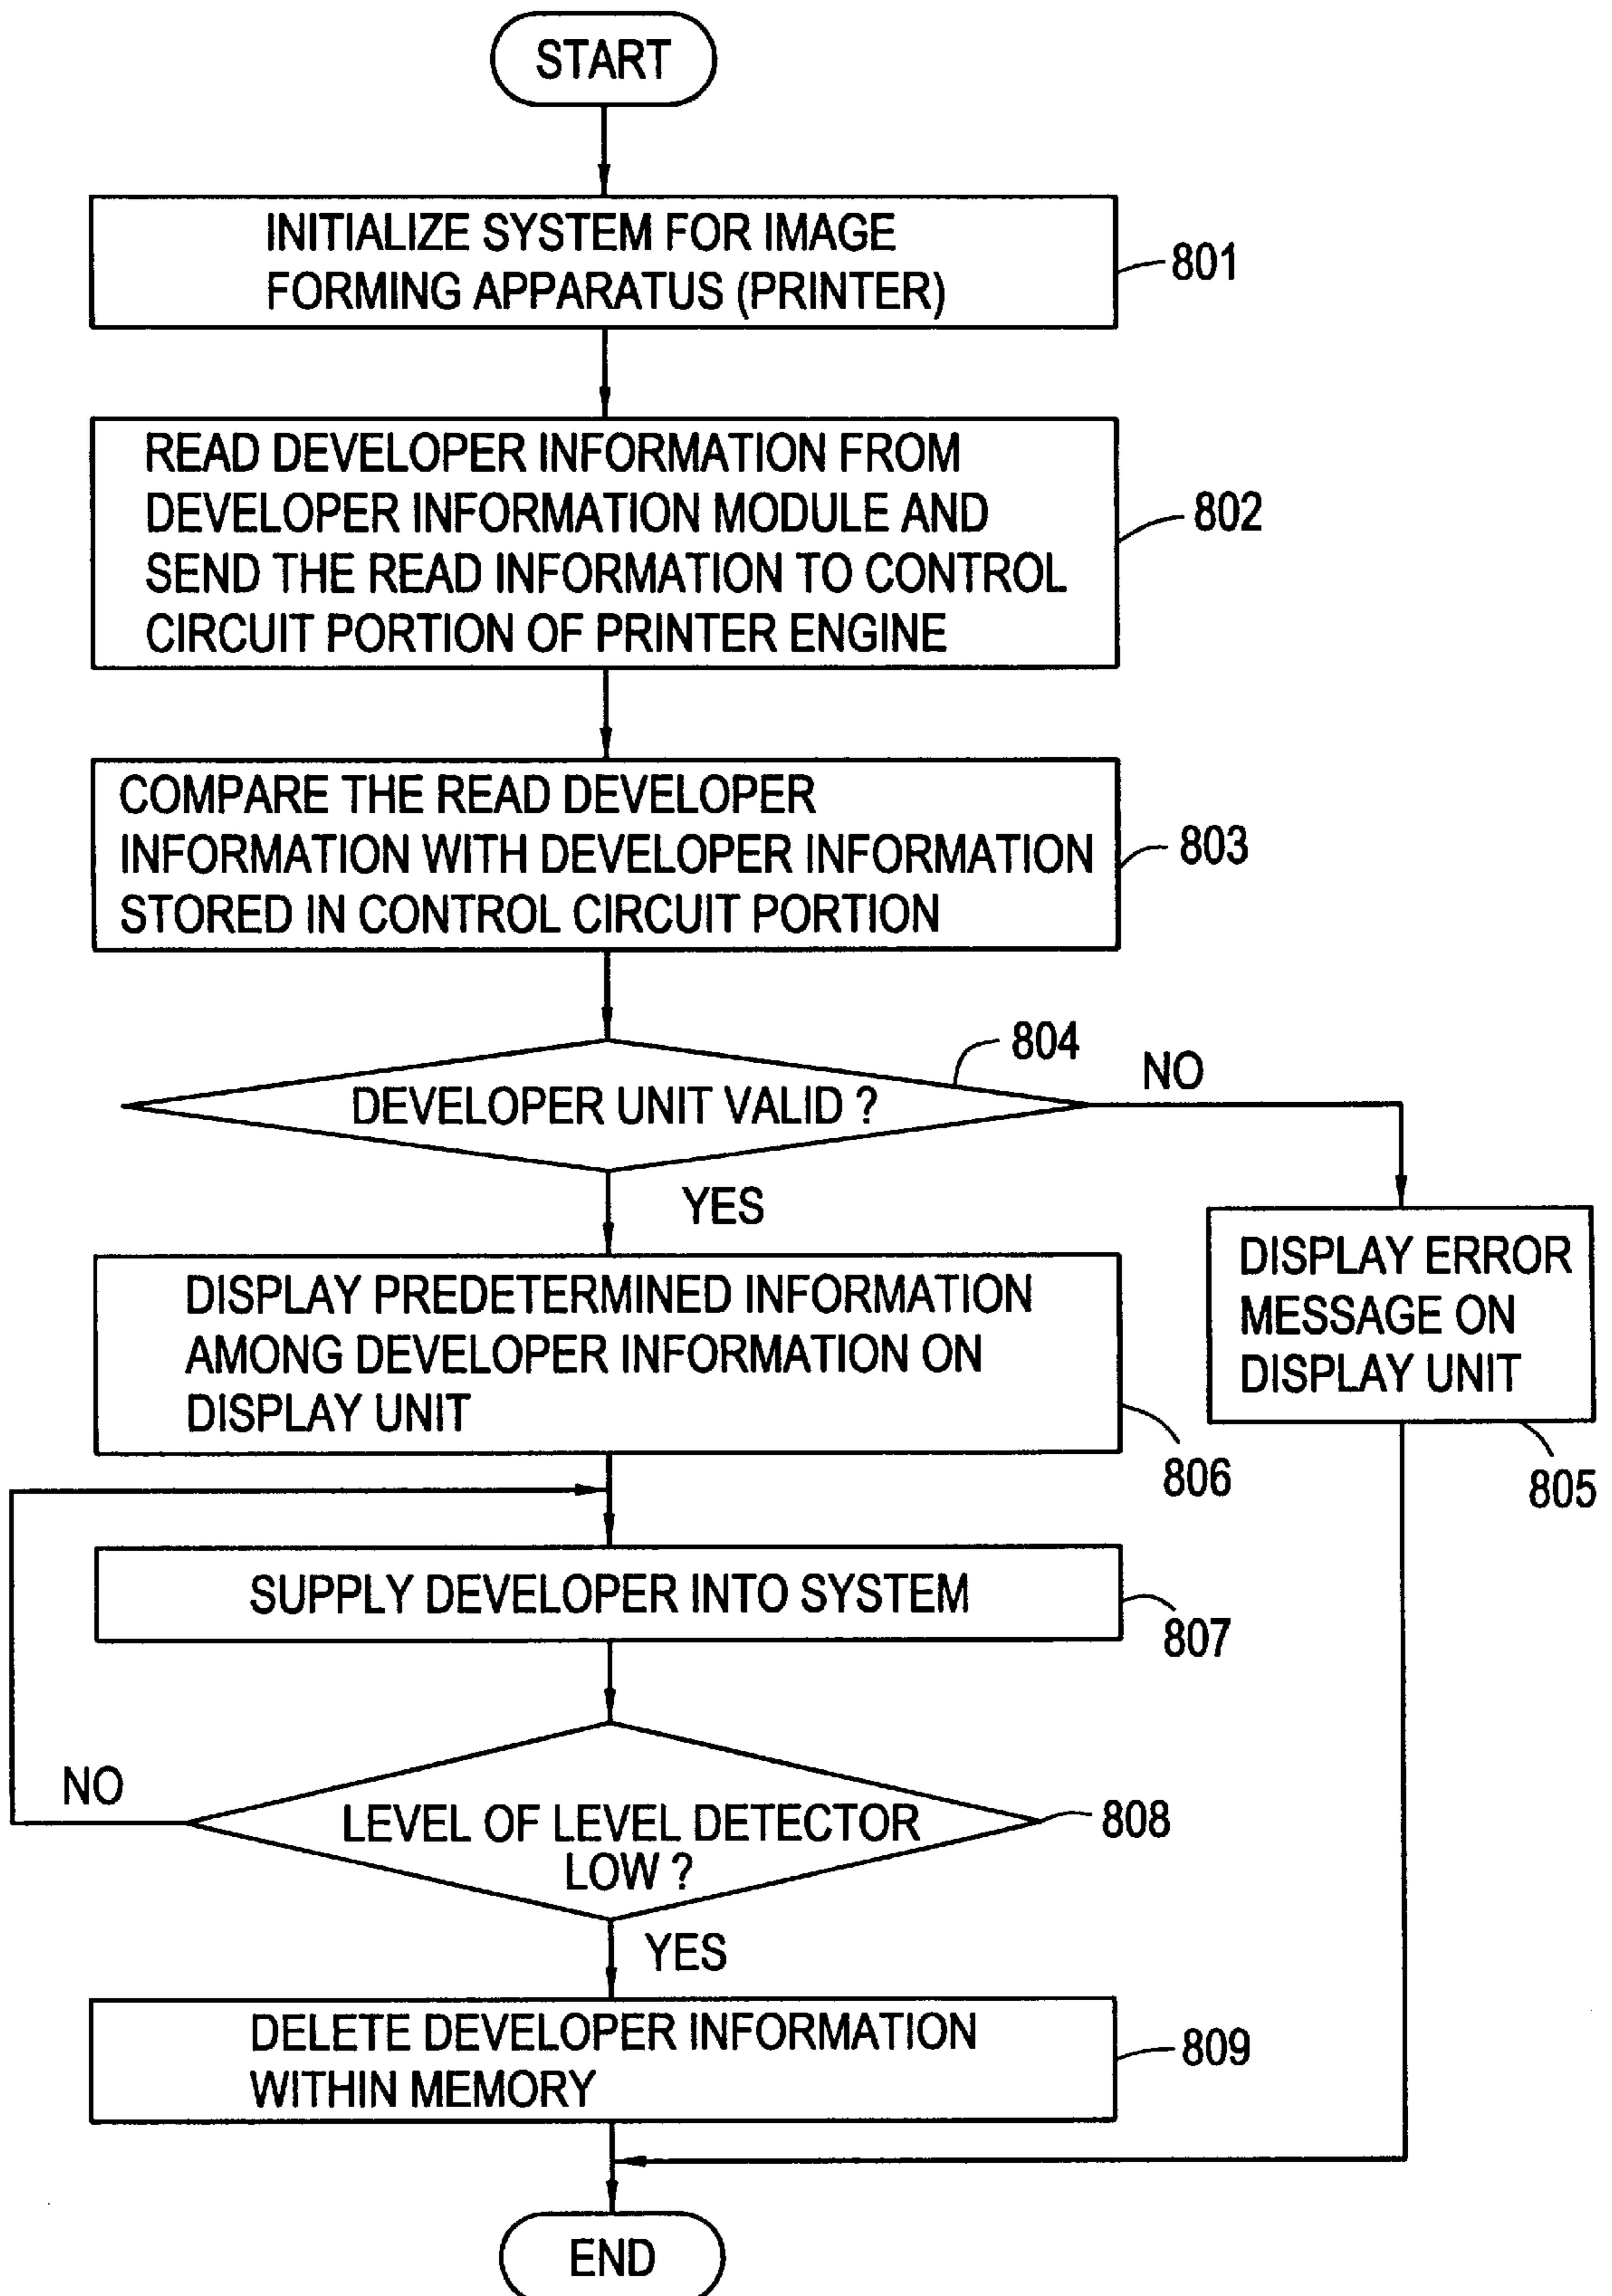 START
INITIALIZE SYSTEM FOR IMAGE
FORMING APPARATUS (PRINTER)
801
READ DEVELOPER INFORMATION FROM
DEVELOPER INFORMATION MODULE AND
SEND THE READ INFORMATION TO CONTROL
CIRCUIT PORTION OF PRINTER ENGINE
802
COMPARE THE READ DEVELOPER
INFORMATION WITH DEVELOPER INFORMATION
STORED IN CONTROL CIRCUIT PORTION
803
804
DEVELOPER UNIT VALID ?
NO
YES
DISPLAY ERROR
MESSAGE ON
DISPLAY UNIT
805
DISPLAY PREDETERMINED INFORMATION
AMONG DEVELOPER INFORMATION ON
DISPLAY UNIT
806
SUPPLY DEVELOPER INTO SYSTEM
807
NO
LEVEL OF LEVEL DETECTOR
LOW ?
808
YES
DELETE DEVELOPER INFORMATION
WITHIN MEMORY
809
END